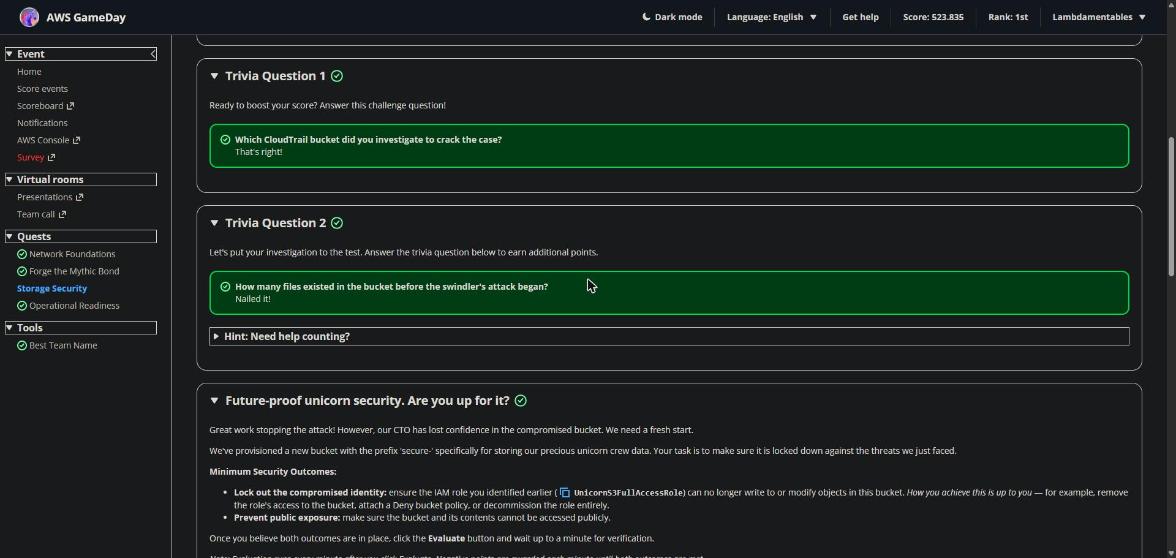 AWS GameDay
Dark mode
Language: English
Get help
Score: 523.835
Rank: 1st
Lambdamentables
Event
Home
Score events
Scoreboard
Notifications
AWS Console
Survey
Virtual rooms
Presentations
Team call
Quests
Network Foundations
Forge the Mythic Bond
Storage Security
Operational Readiness
Tools
Best Team Name
Trivia Question 1
Ready to boost your score? Answer this challenge question!
Which CloudTrail bucket did you investigate to crack the case?
That's right!
Trivia Question 2
Let's put your investigation to the test. Answer the trivia question below to earn additional points.
How many files existed in the bucket before the swindler's attack began?
Nailed it!
Hint: Need help counting?
Future-proof unicorn security. Are you up for it?
Great work stopping the attack! However, our CTO has lost confidence in the compromised bucket. We need a fresh start.
We've provisioned a new bucket with the prefix 'secure-' specifically for storing our precious unicorn crew data. Your task is to make sure it is locked down against the threats we just faced.
Minimum Security Outcomes:
• Lock out the compromised identity: ensure the IAM role you identified earlier ( UnicornS3FullAccessRole) can no longer write to or modify objects in this bucket. How you achieve this is up to you — for example, remove
the role's access to the bucket, attach a Deny bucket policy, or decommission the role entirely.
• Prevent public exposure: make sure the bucket and its contents cannot be accessed publicly.
Once you believe both outcomes are in place, click the Evaluate button and wait up to a minute for verification.